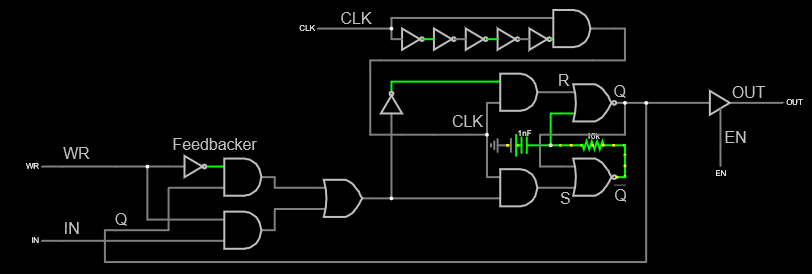 CLK
CLK
R
Q
OUT
OUT
CLK
1nF
10k
EN
EN
Feedbacker
WR
WR
S
Q̅
Q
IN
IN